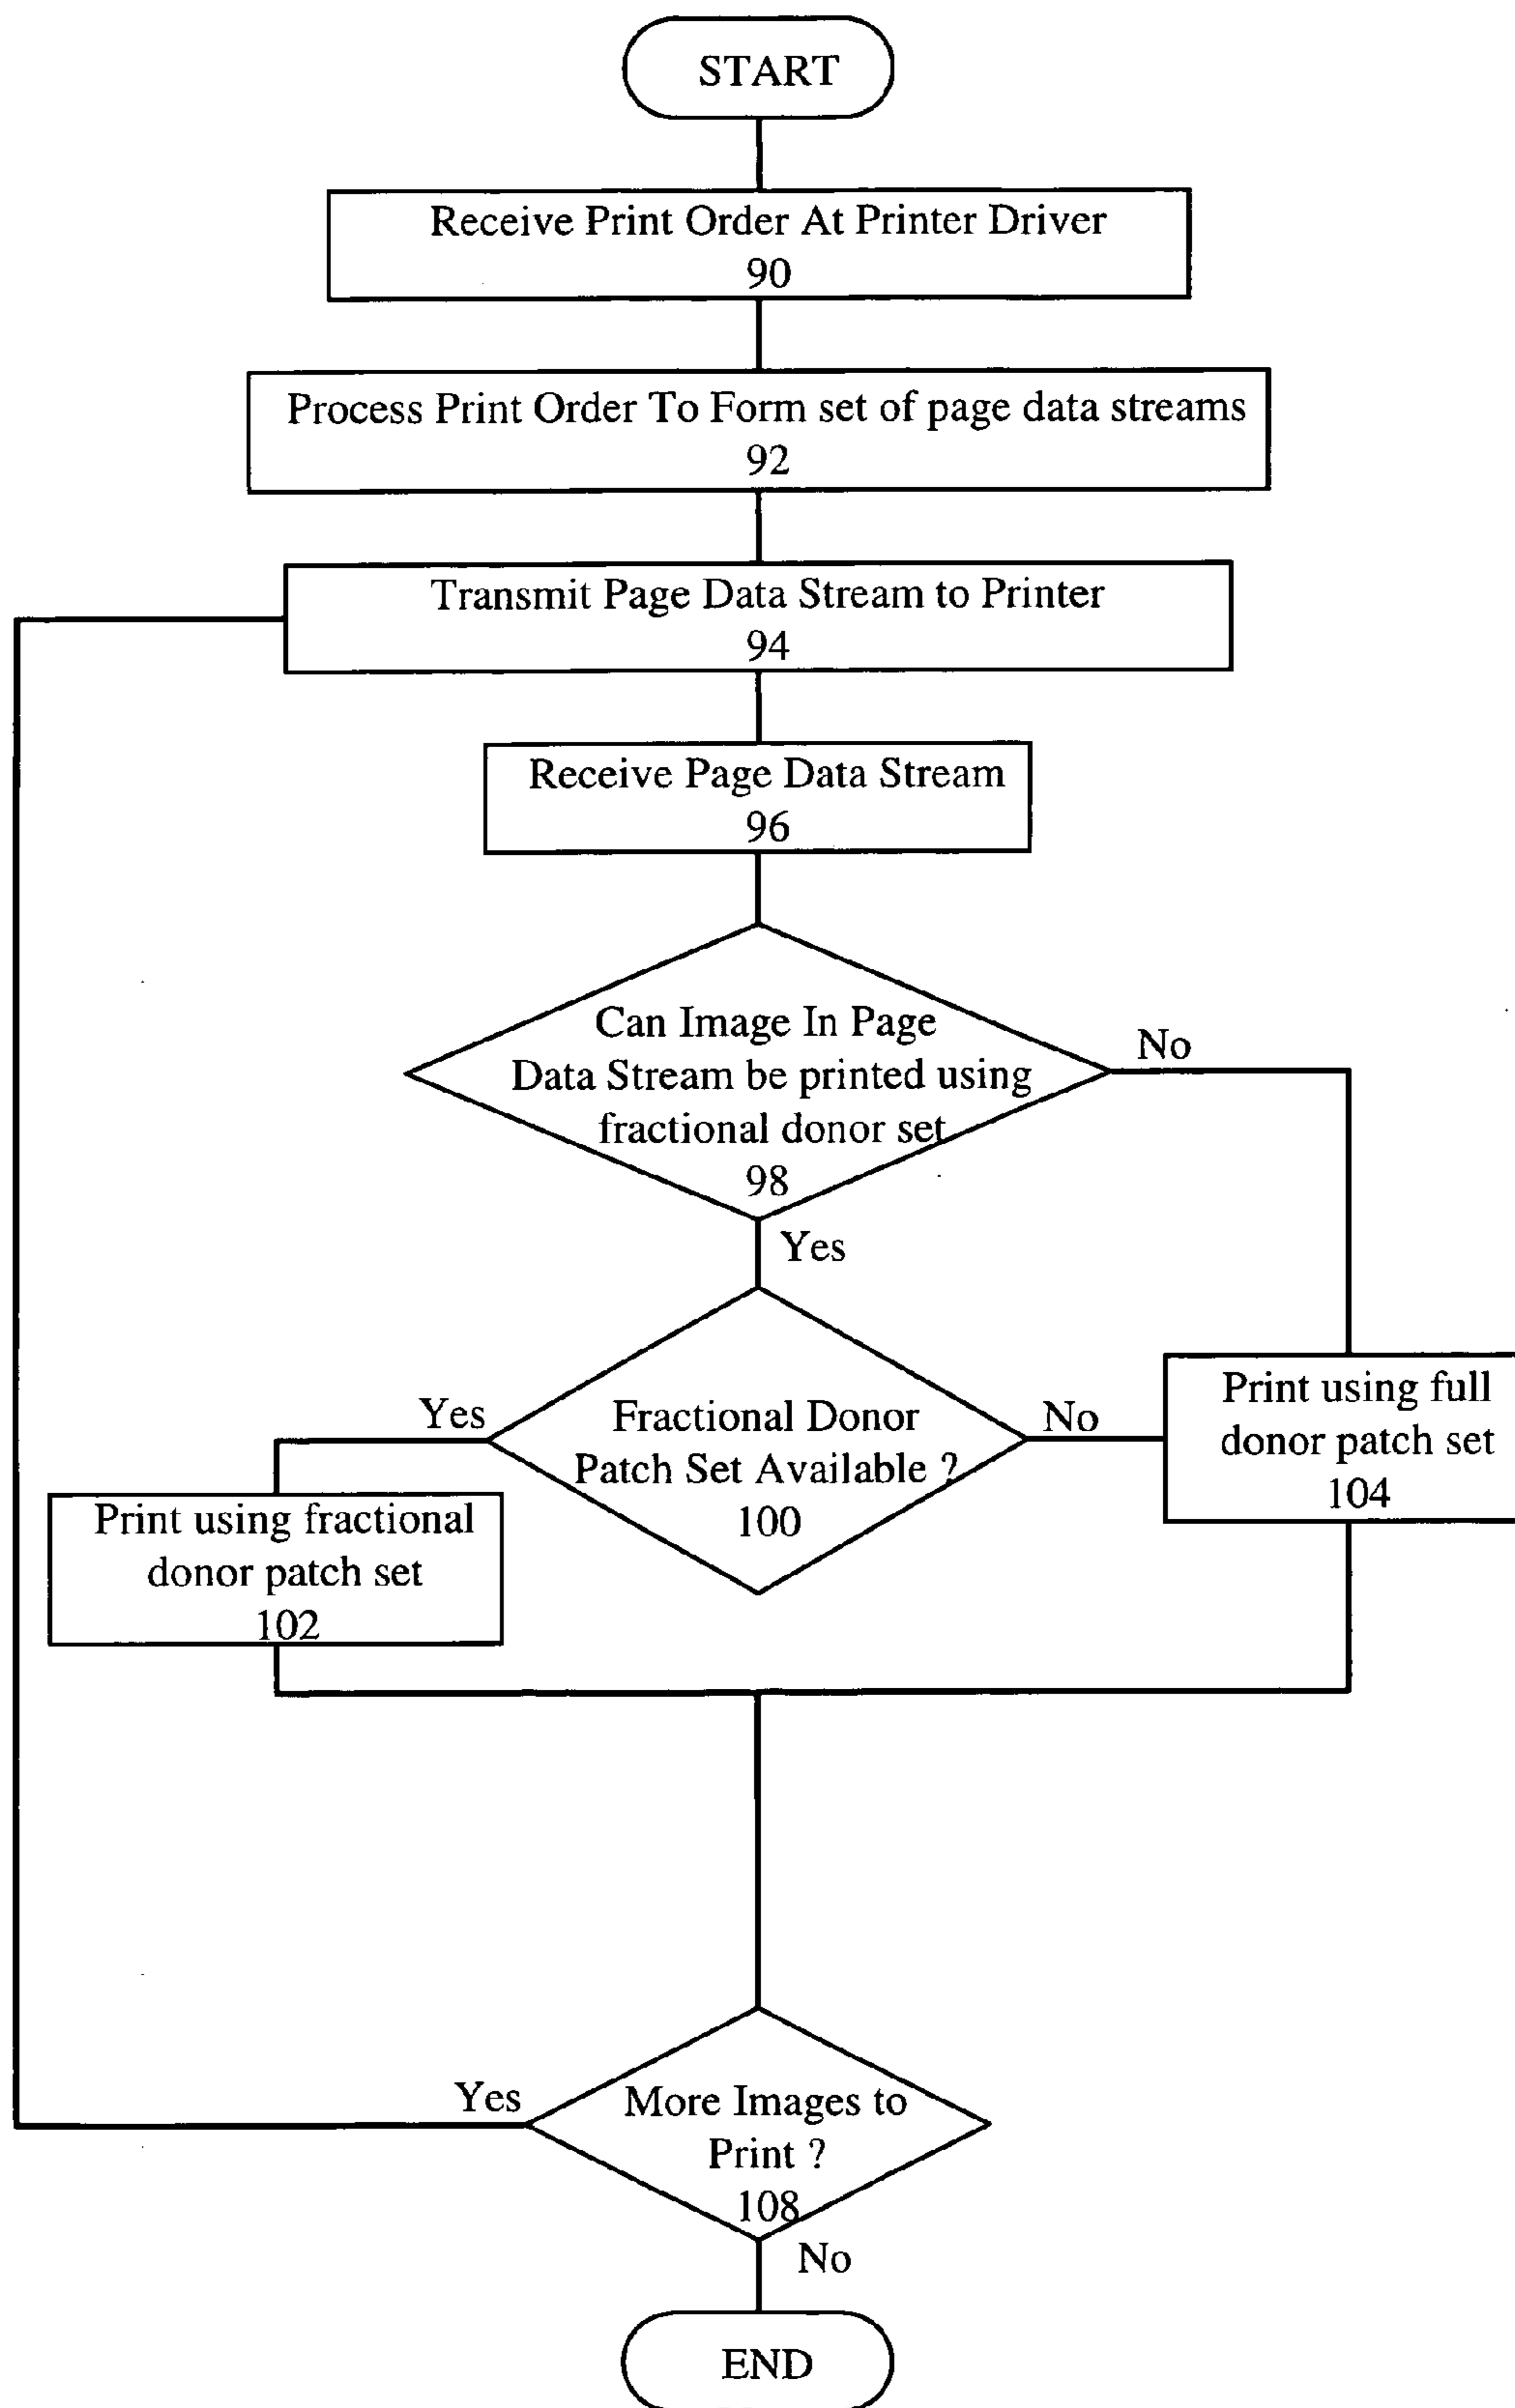 START
Receive Print Order At Printer Driver
90
Process Print Order To Form set of page data streams
92
Transmit Page Data Stream to Printer
94
Receive Page Data Stream
96
Can Image In Page
Data Stream be printed using
fractional donor set
98
No
Yes
Fractional Donor
Patch Set Available ?
100
Yes
No
Print using full
donor patch set
104
Print using fractional
donor patch set
102
More Images to
Print ?
108
Yes
No
END